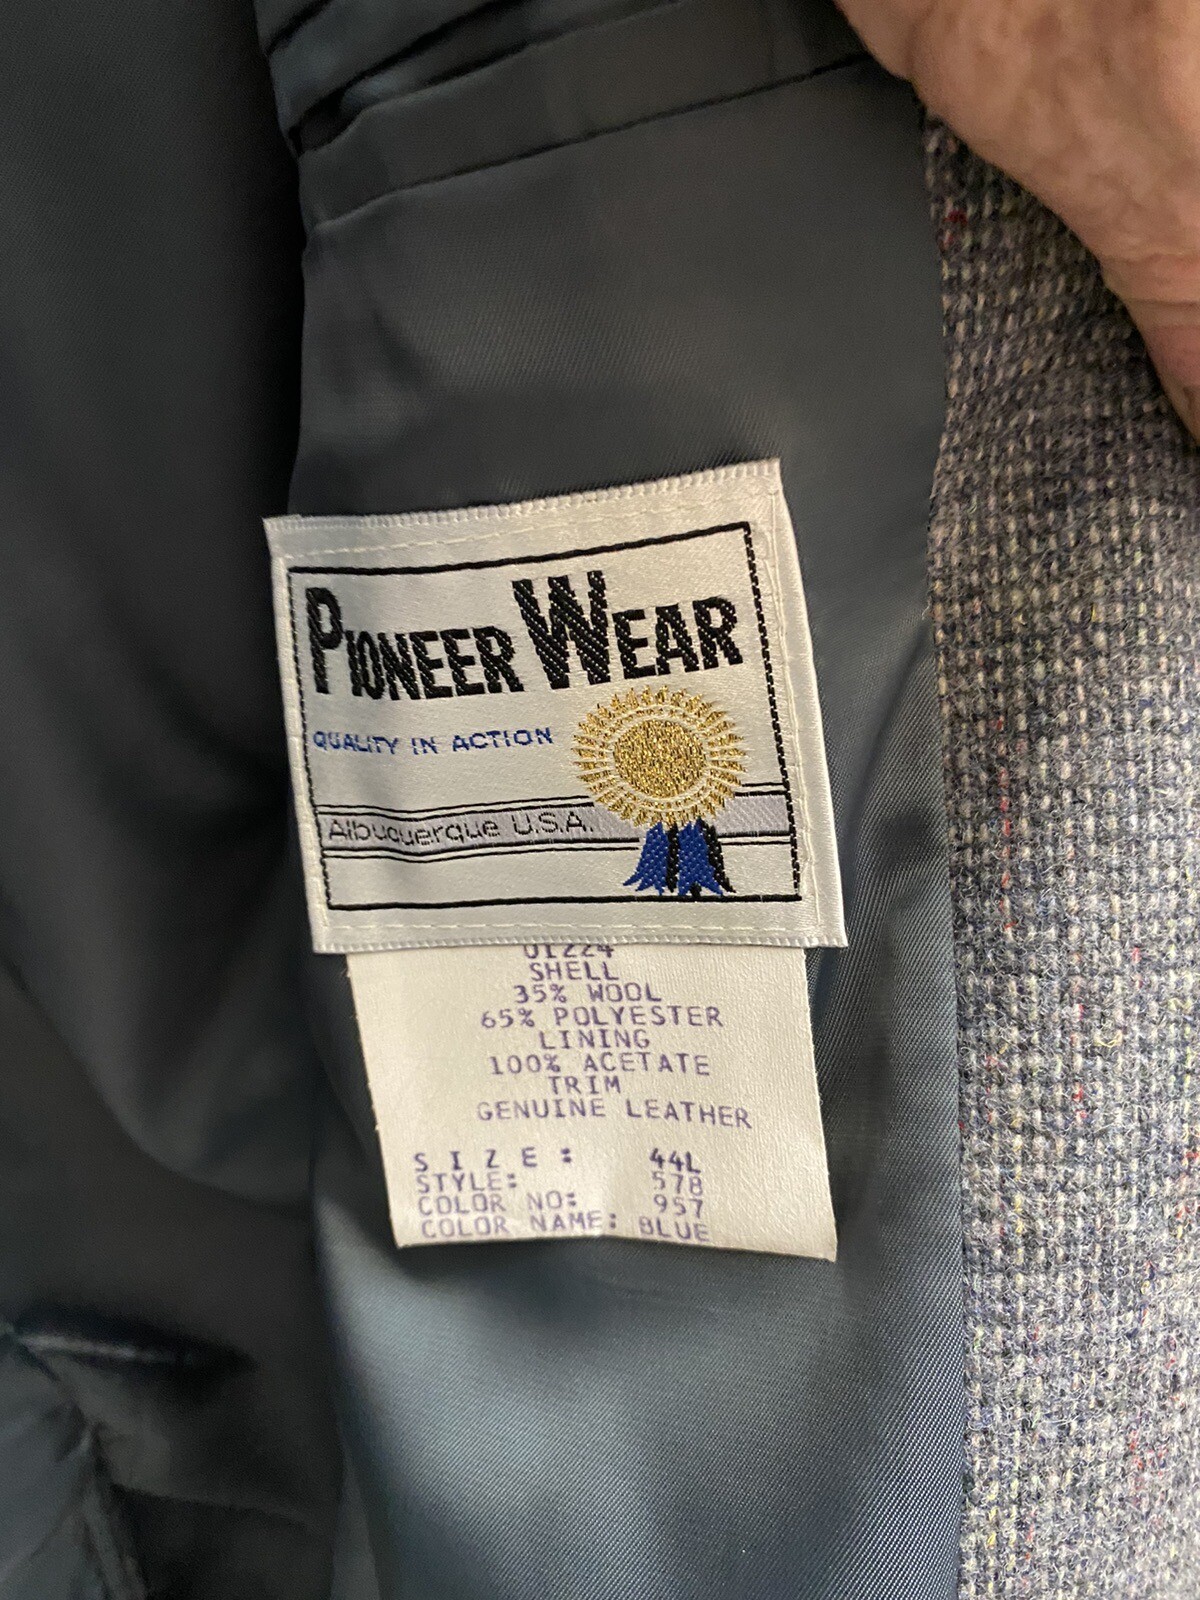 PIONEER WEAR
QUALITY IN ACTION
Albuquerque U.S.A.
01224
SHELL
35% WOOL
65% POLYESTER
LINING
100% ACETATE
TRIM
GENUINE LEATHER
SIZE: 44L
STYLE: 578
COLOR NO: 957
COLOR NAME: BLUE